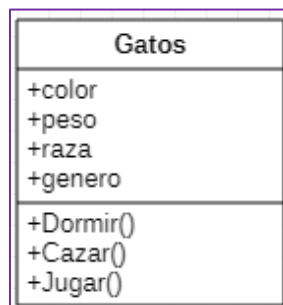 Gatos
+color
+peso
+raza
+genero
+Dormir()
+Cazar()
+Jugar()